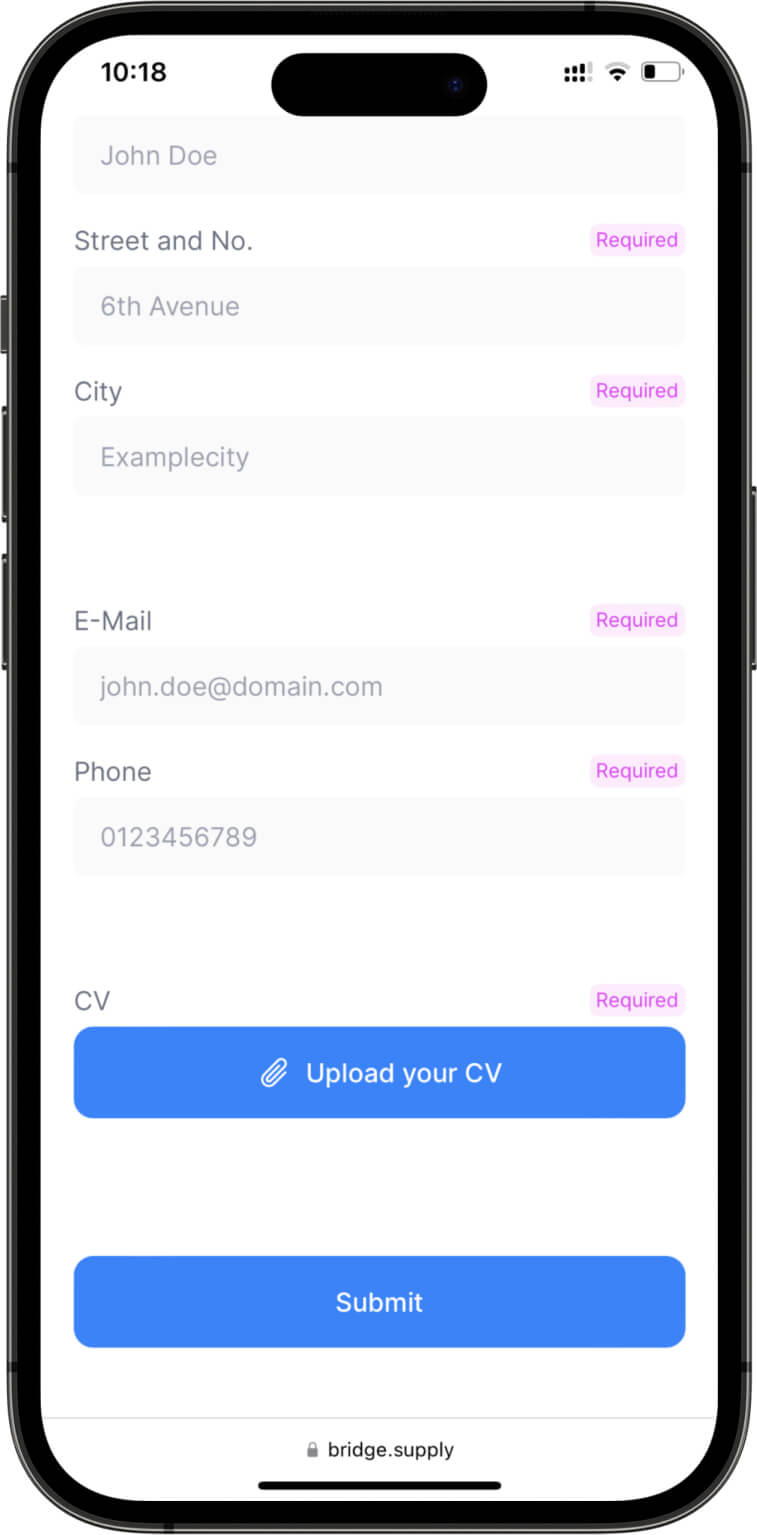 10:18
John Doe
Street and No. Required
6th Avenue
City Required
Examplecity
E-Mail Required
john.doe@domain.com
Phone Required
0123456789
CV Required
Upload your CV
Submit
bridge.supply